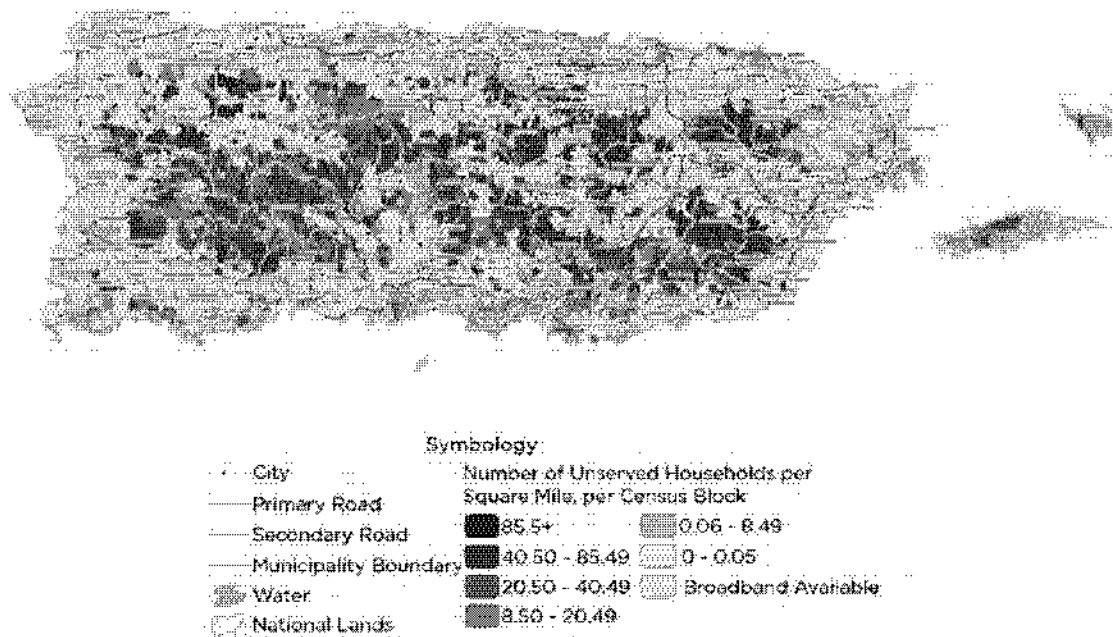 Symbology
City
Primary Road
Secondary Road
Municipality Boundary
Water
National Lands
Number of Unserved Households per
Square Mile, per Census Block
85.5+
40.50 - 85.49
20.50 - 40.49
8.50 - 20.49
0.06 - 8.49
0 - 0.05
Broadband Available